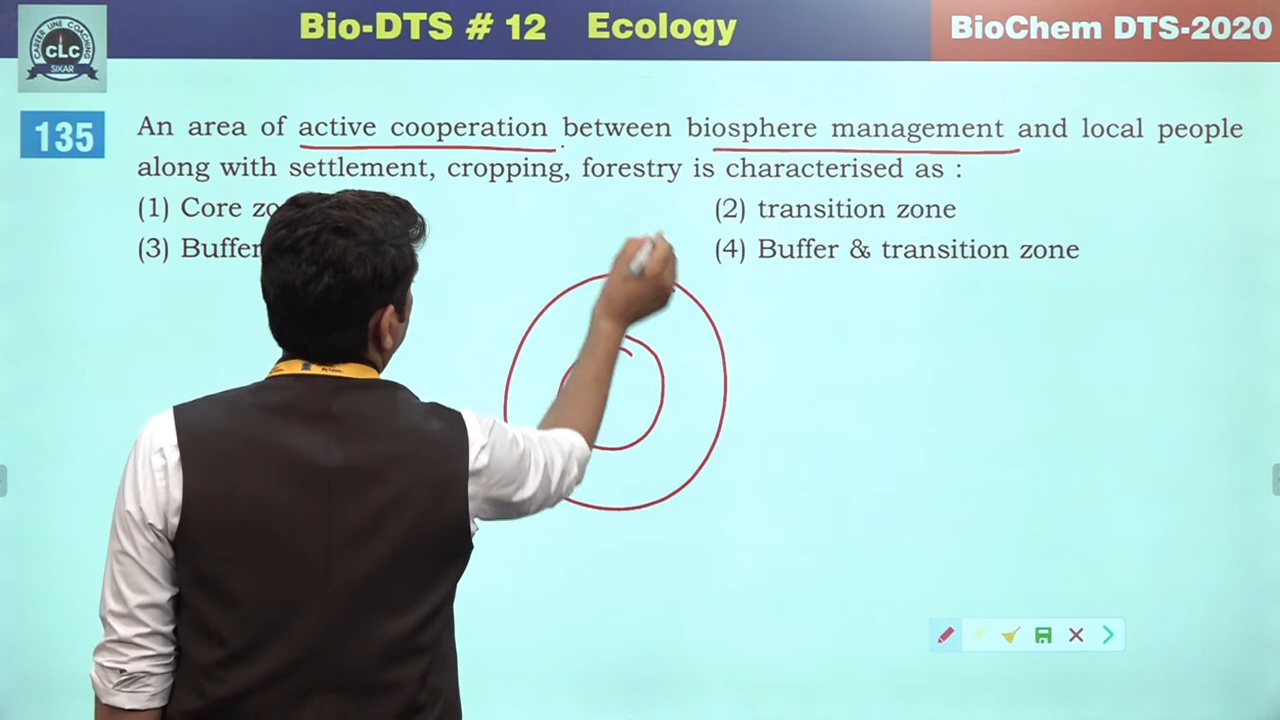 Bio-DTS # 12 Ecology
BioChem DTS-2020
CAREER LINE COACHING
CLC
SIKAR
135
An area of active cooperation between biosphere management and local people
along with settlement, cropping, forestry is characterised as :
(1) Core
(2) transition zone
(3) Buffer
(4) Buffer & transition zone